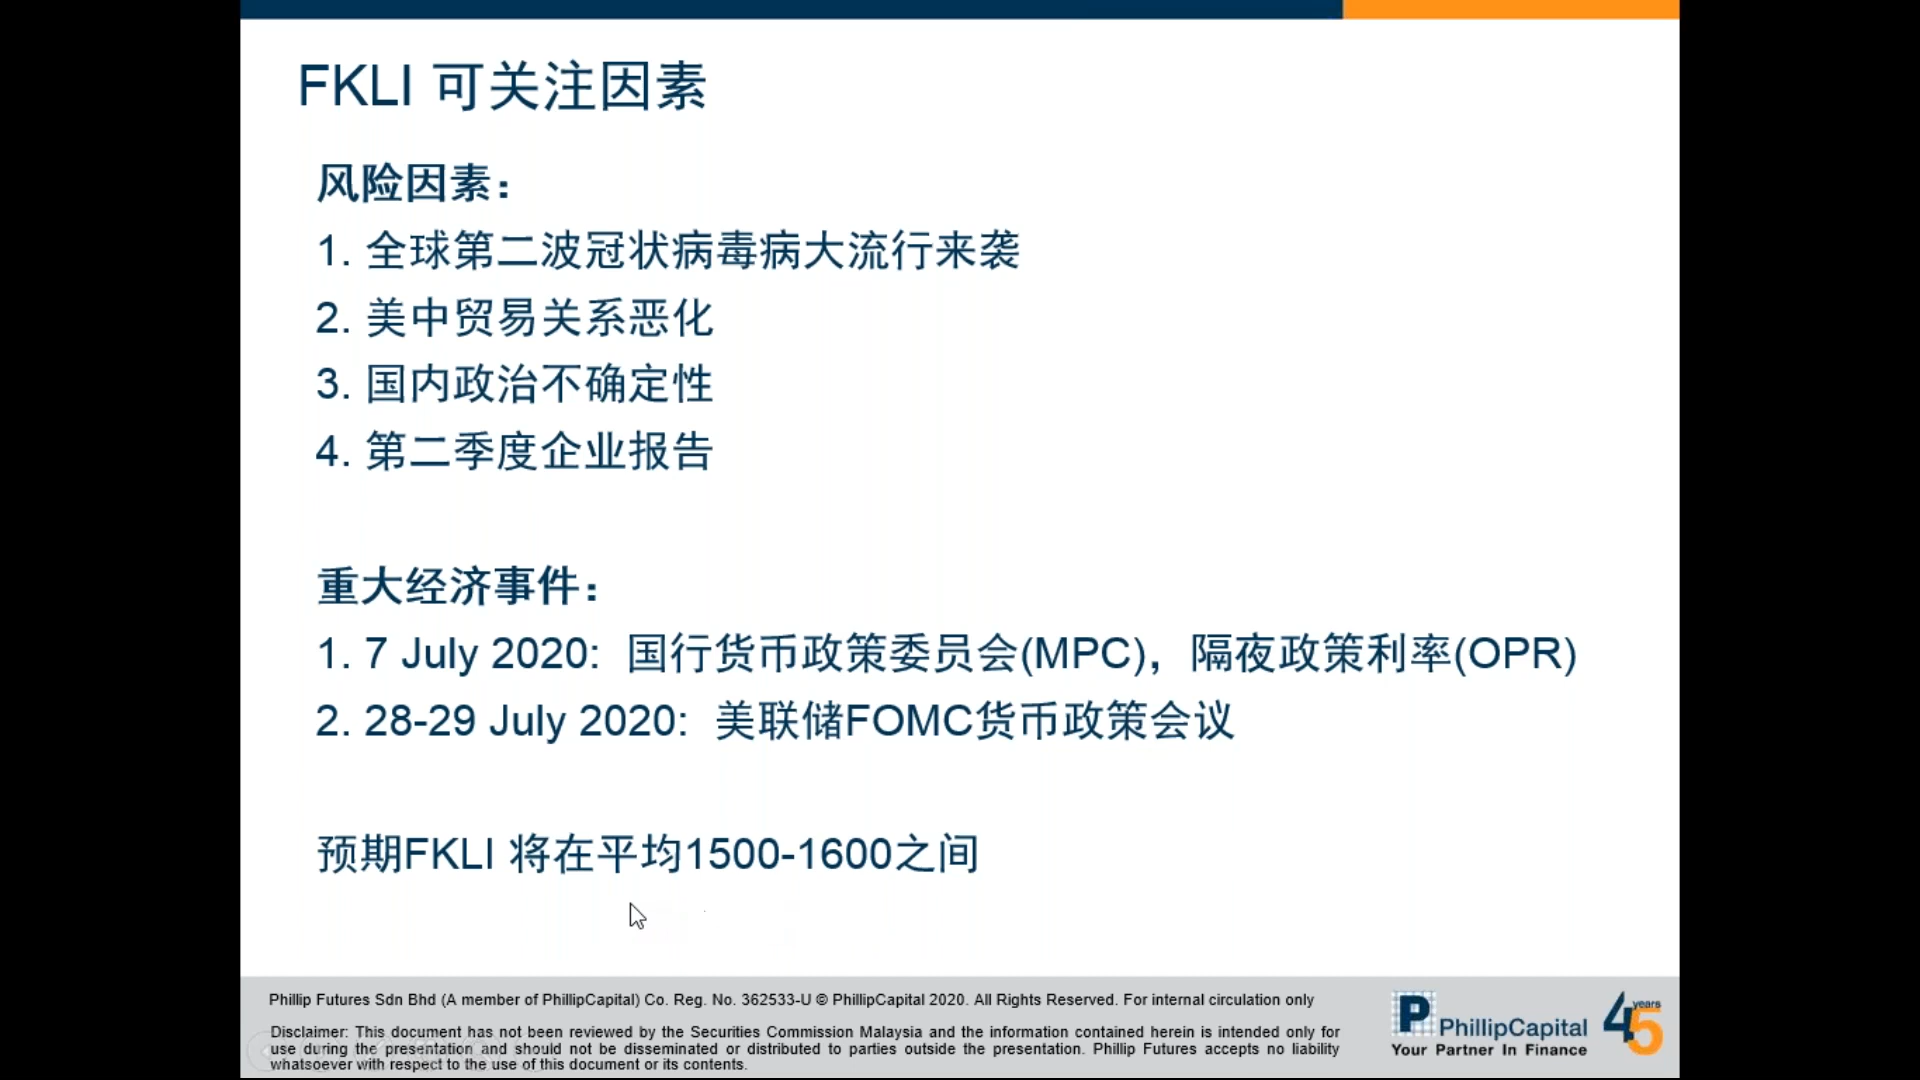 FKLI 可关注因素
风险因素：
1. 全球第二波冠状病毒病大流行来袭
2. 美中贸易关系恶化
3. 国内政治不确定性
4. 第二季度企业报告
重大经济事件：
1. 7 July 2020: 国行货币政策委员会(MPC)，隔夜政策利率(OPR)
2. 28-29 July 2020: 美联储FOMC货币政策会议
预期FKLI 将在平均1500-1600之间
Phillip Futures Sdn Bhd (A member of PhillipCapital) Co. Reg. No. 362533-U © PhillipCapital 2020. All Rights Reserved. For internal circulation only
Disclaimer: This document has not been reviewed by the Securities Commission Malaysia and the information contained herein is intended only for
use during the presentation and should not be disseminated or distributed to parties outside the presentation. Phillip Futures accepts no liability
whatsoever with respect to the use of this document or its contents.
P PhillipCapital
Your Partner In Finance
45 years